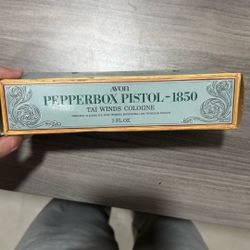 AVON
PEPPERBOX PISTOL-1850
TAI WINDS COLOGNE
3 FL.OZ.